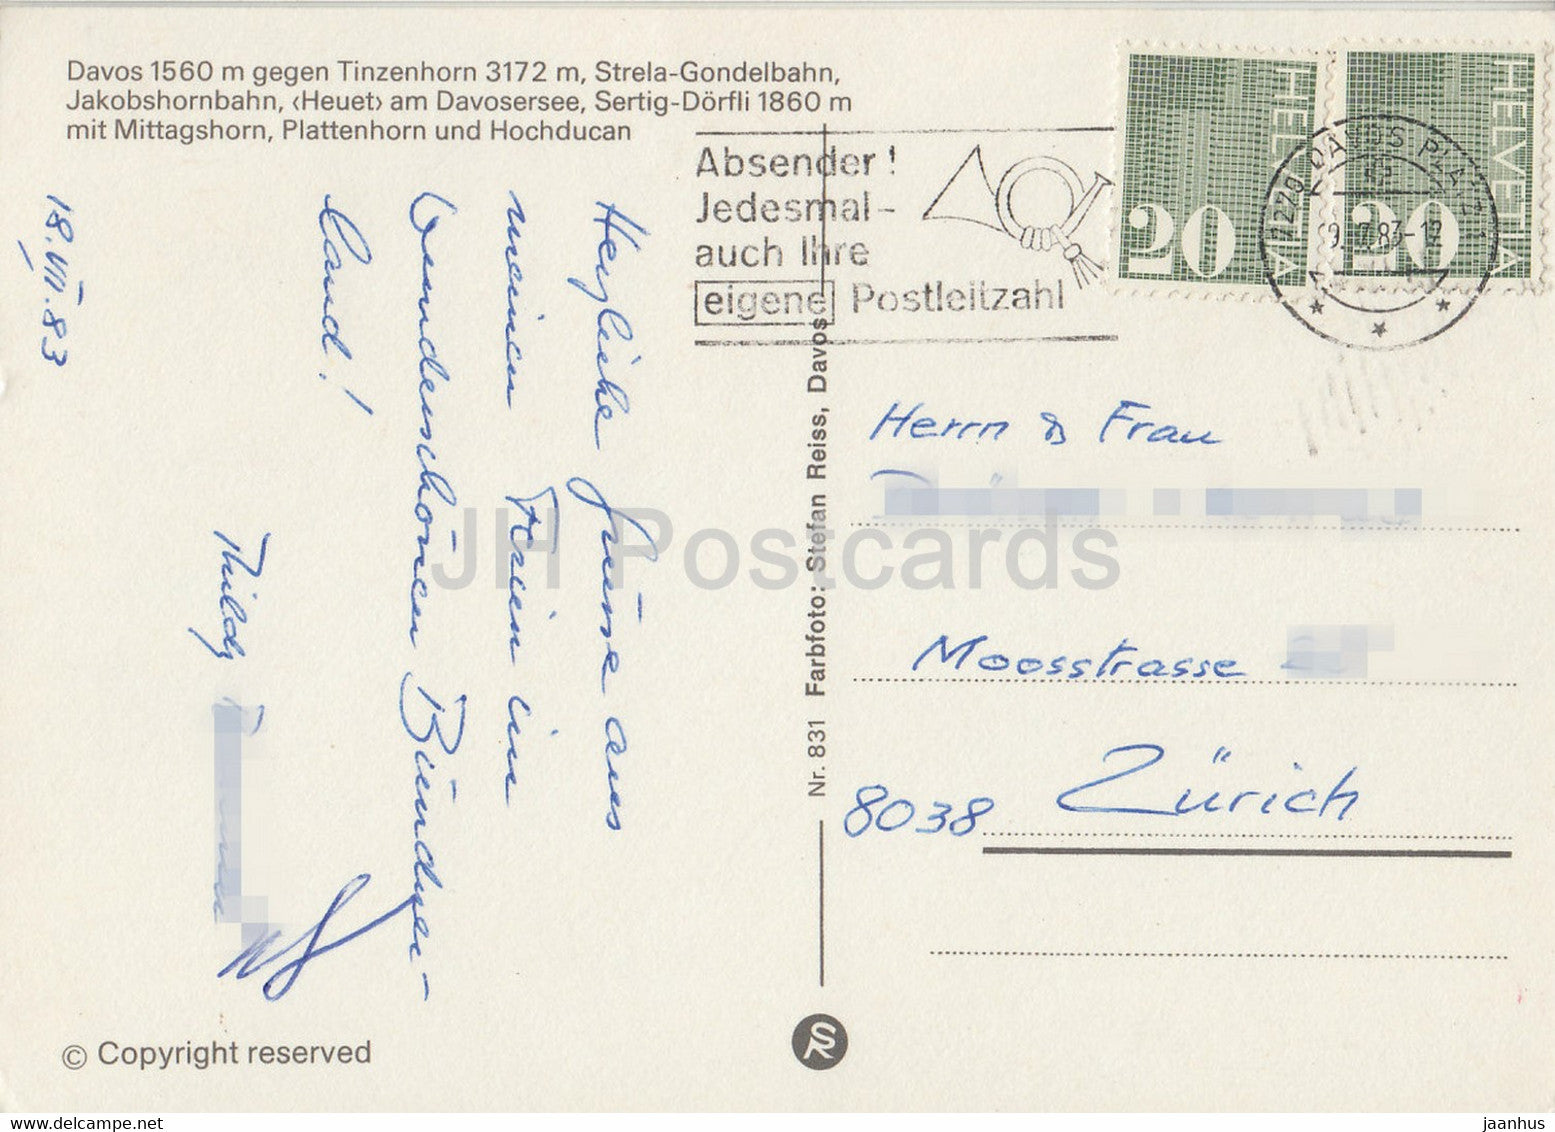 Davos 1560 m gegen Tinzenhorn 3172 m, Strela-Gondelbahn,
Jakobshornbahn, ‹Heuet› am Davosersee, Sertig-Dörfli 1860 m
mit Mittagshorn, Plattenhorn und Hochducan
Absender !
Jedesmal-
auch Ihre
eigene Postleitzahl
HELVETIA
20
HELVETIA
20
DAVOS PLATZ
18.VII.83
Herzliche Grüsse aus
meinen Ferien im
wunderschönen Bündner-
land!
Thildy
Herrn & Frau
Moosstrasse
8038 Zürich
Nr. 831 Farbfoto: Stefan Reiss, Davos
JH Postcards
© Copyright reserved
SR
jaanhus